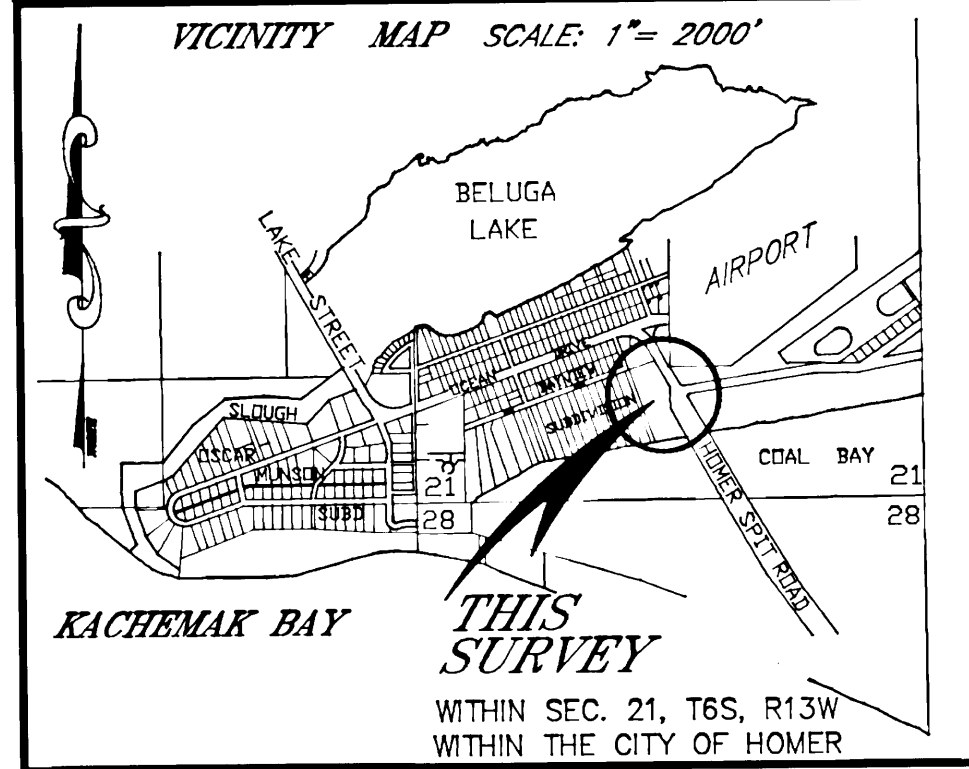 VICINITY MAP SCALE: 1"= 2000'
BELUGA
LAKE
LAKE STREET
AIRPORT
OCEAN DRIVE
BAYVIEW
SUBDIVISION
SLOUGH
OSCAR
MUNSON
SUBD
21
28
COAL BAY
21
28
HOMER SPIT ROAD
KACHEMAK BAY
THIS
SURVEY
WITHIN SEC. 21, T6S, R13W
WITHIN THE CITY OF HOMER